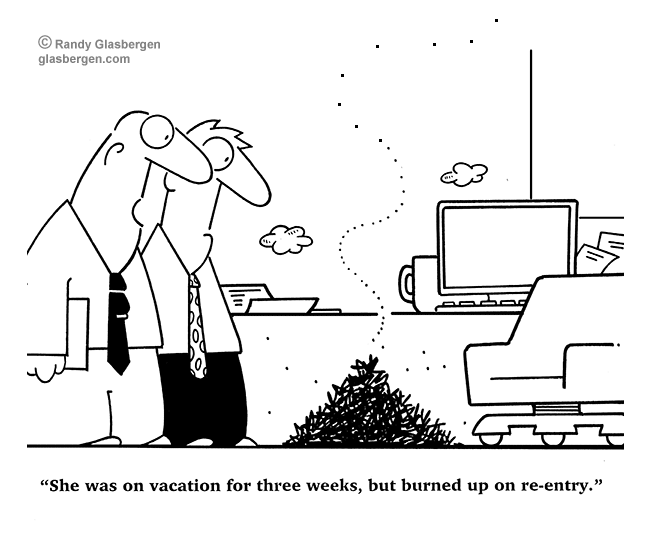 © Randy Glasbergen
glasbergen.com
“She was on vacation for three weeks, but burned up on re-entry.”